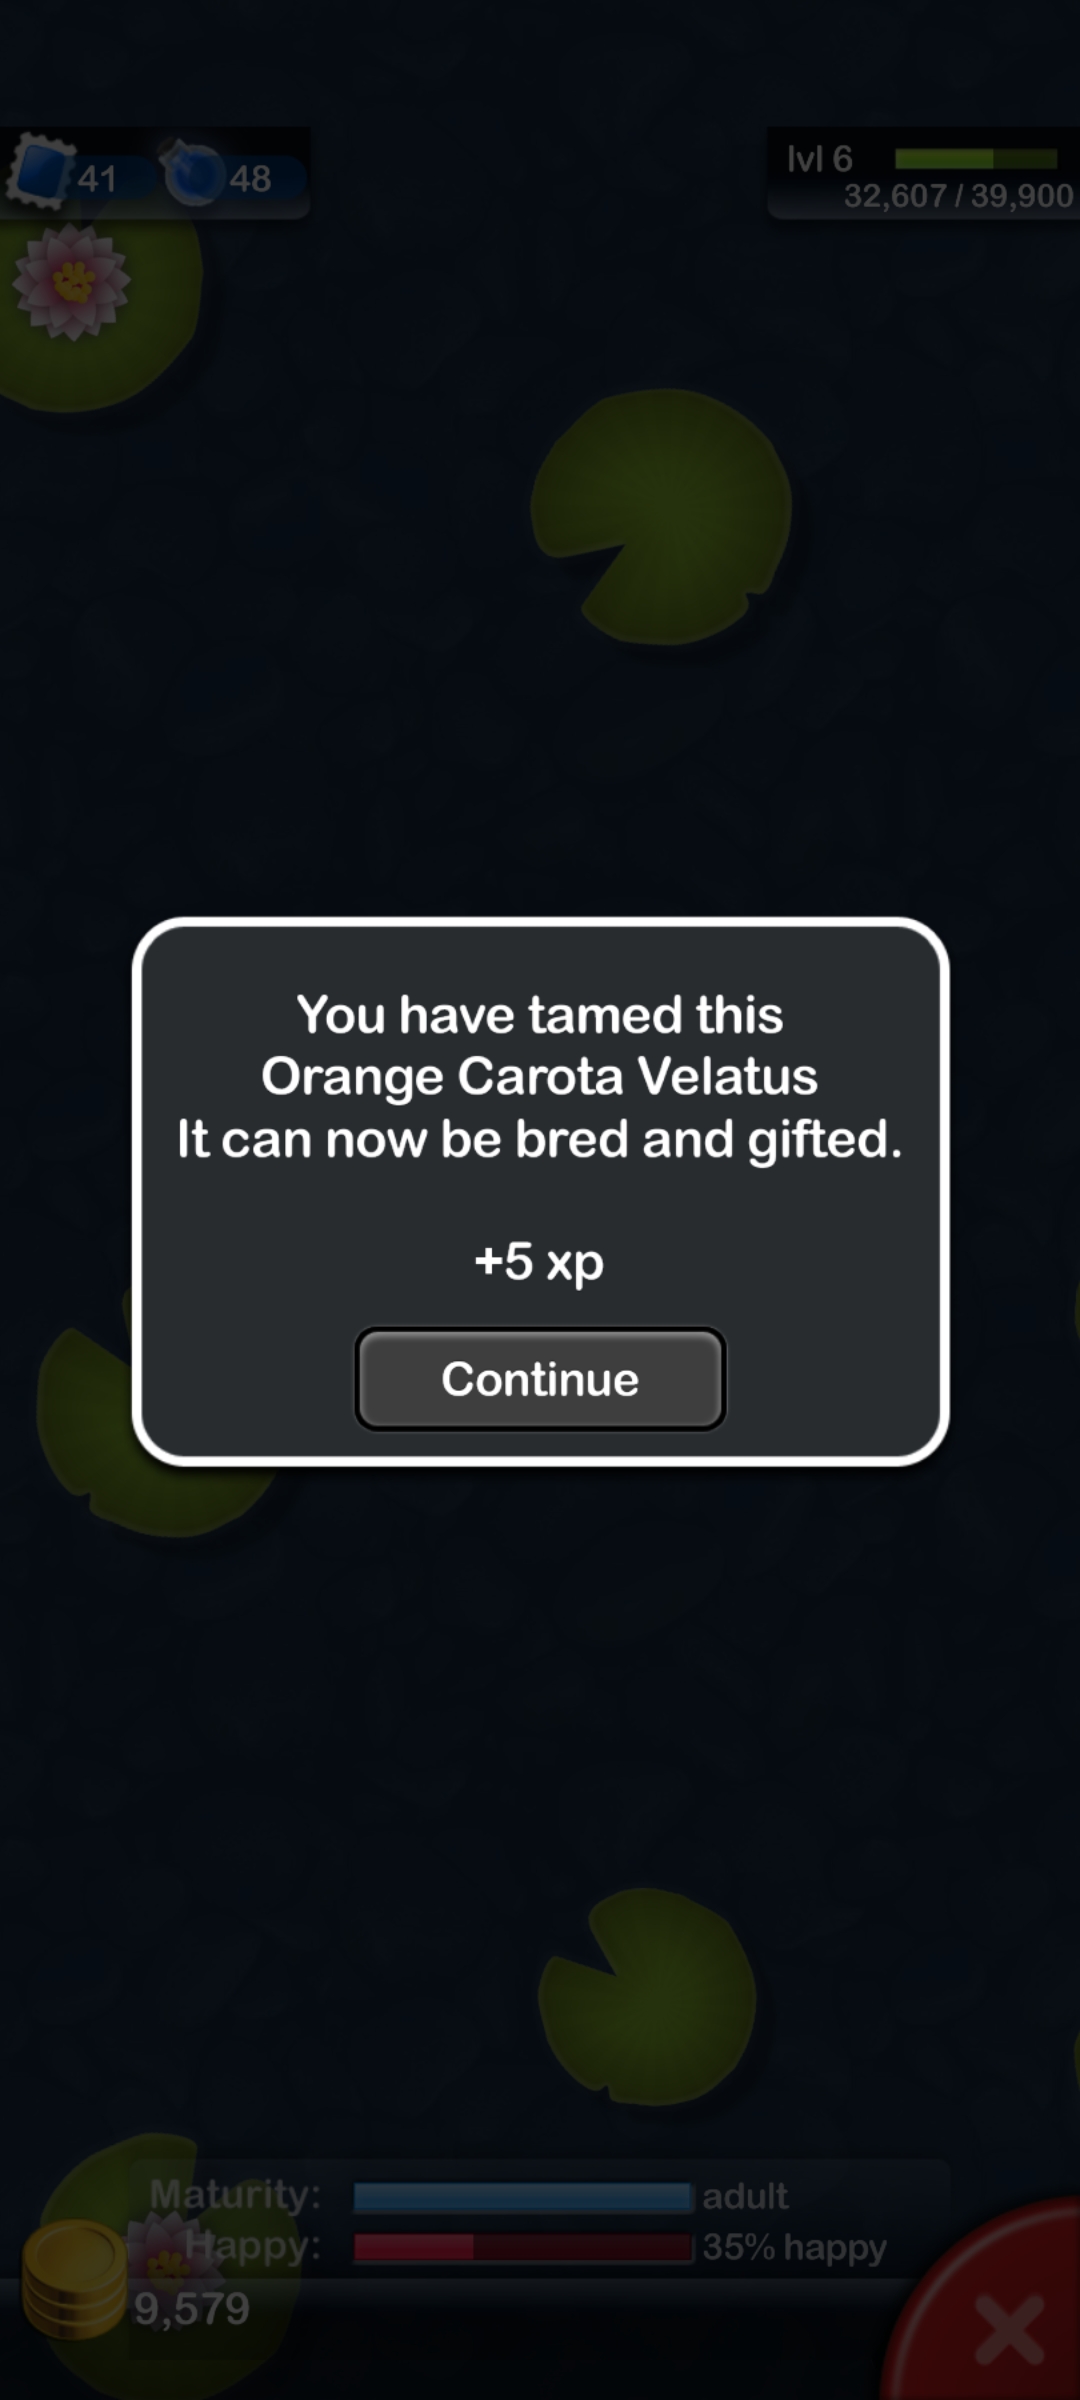 41
48
lvl 6
32,607 / 39,900
You have tamed this
Orange Carota Velatus
It can now be bred and gifted.
+5 xp
Continue
Maturity: adult
Happy: 35% happy
9,579